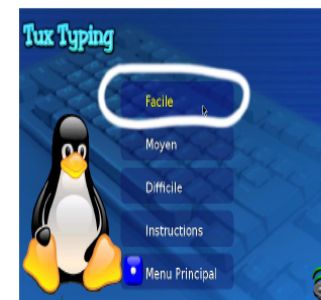 Tux Typing
Facile
Moyen
Difficile
Instructions
Menu Principal